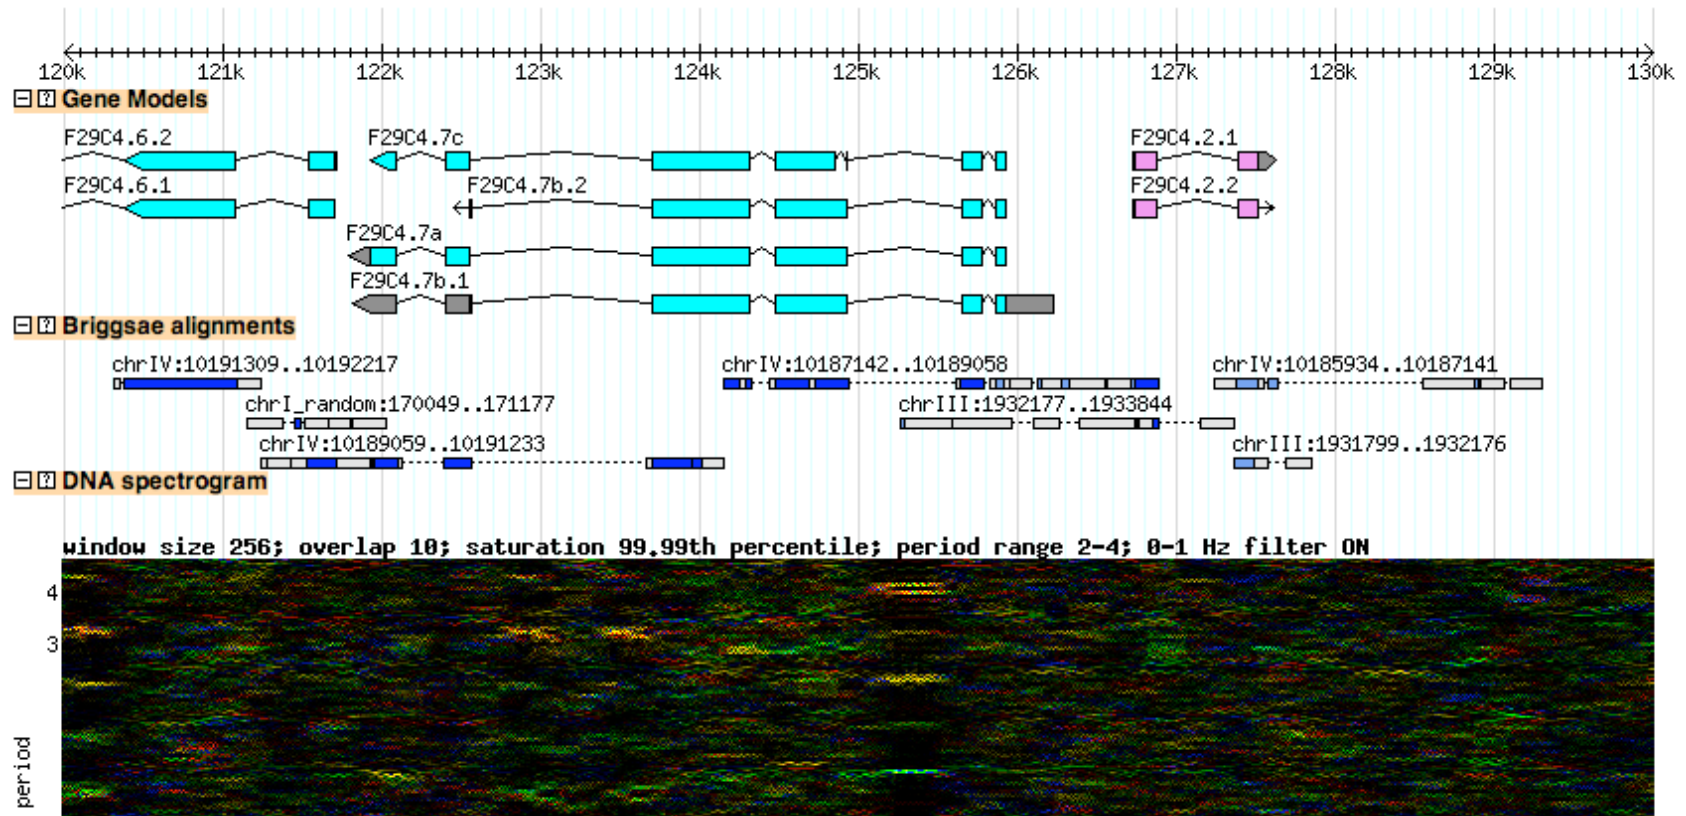 120k 121k 122k 123k 124k 125k 126k 127k 128k 129k 130k
Gene Models
F29C4.6.2 F29C4.7c F29C4.2.1
F29C4.6.1 F29C4.7b.2 F29C4.2.2
F29C4.7a
F29C4.7b.1
Briggsae alignments
chrIV:10191309..10192217 chrIV:10187142..10189058 chrIV:10185934..10187141
chrI_random:170049..171177 chrIII:1932177..1933844
chrIV:10189059..10191233 chrIII:1931799..1932176
DNA spectrogram
window size 256; overlap 10; saturation 99.99th percentile; period range 2-4; 0-1 Hz filter ON
4
3
period